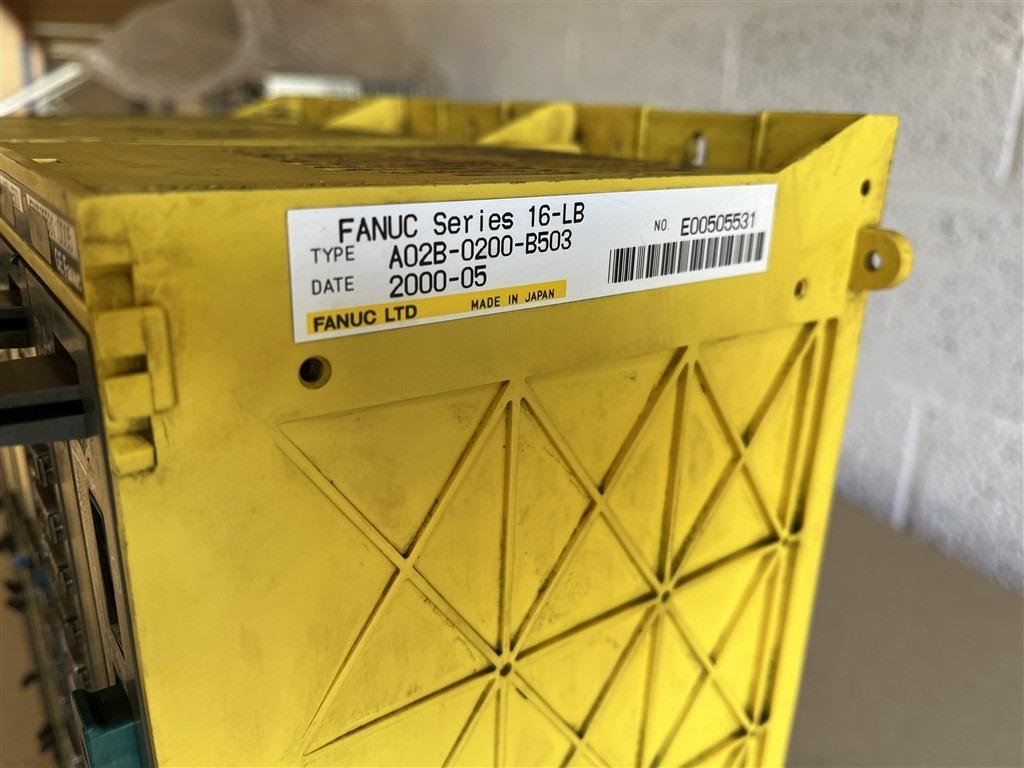 FANUC Series 16-LB
TYPE A02B-0200-B503
DATE 2000-05
FANUC LTD MADE IN JAPAN
NO. E00505531